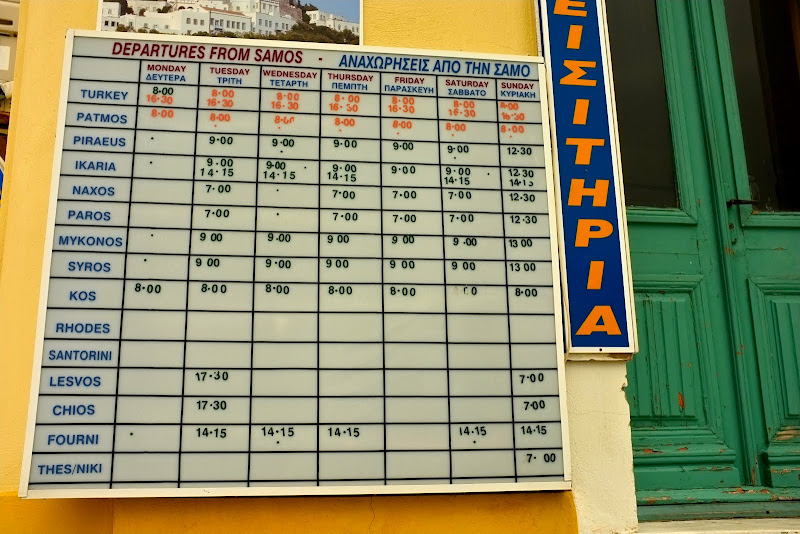 DEPARTURES FROM SAMOS - ΑΝΑΧΩΡΗΣΕΙΣ ΑΠΟ ΤΗΝ ΣΑΜΟ
MONDAY TUESDAY WEDNESDAY THURSDAY FRIDAY SATURDAY SUNDAY
ΔΕΥΤΕΡΑ ΤΡΙΤΗ ΤΕΤΑΡΤΗ ΠΕΜΠΤΗ ΠΑΡΑΣΚΕΥΗ ΣΑΒΒΑΤΟ ΚΥΡΙΑΚΗ
TURKEY 8·00 8·00 8·00 8·00 8·00 8·00 8·00
16·30 16·30 16·30 16·30 16·30 16·30 16·30
PATMOS 8·00 8·00 8·00 8·00 8·00 8·00 8·00
PIRAEUS 9·00 9·00 9·00 9·00 9·00 12·30
IKARIA 9·00 9·00 9·00 9·00 9·00 12·30
14·15 14·15 14·15 14·15 14·15
NAXOS 7·00 7·00 7·00 7·00 12·30
PAROS 7·00 7·00 7·00 7·00 12·30
MYKONOS 9 00 9·00 9 00 9 00 9·00 13 00
SYROS 9 00 9·00 9 00 9 00 9 00 13 00
KOS 8·00 8·00 8·00 8·00 8·00 8·00
RHODES
SANTORINI
LESVOS 17·30 7·00
CHIOS 17·30 7·00
FOURNI 14·15 14·15 14·15 14·15 14·15
THES/NIKI 7·00
ΕΙΣΙΤΗΡΙΑ